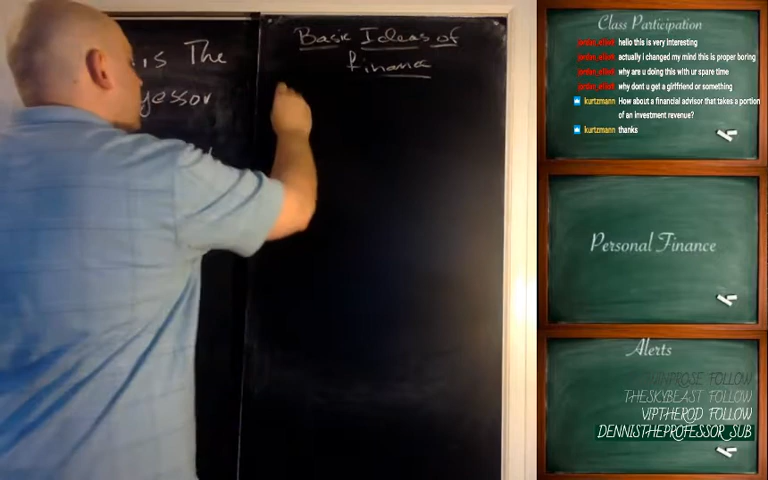 is The
yessor
Basic Ideas of
finance
Class Participation
hello this is very interesting
actually I changed my mind this is proper boring
why are u doing this with ur spare time
why dont u get a girlfriend or something
kurtzmann How about a financial advisor that takes a portion
of an investment revenue?
kurtzmann thanks
Personal Finance
Alerts
FOLLOW
THESKYBEAST FOLLOW
VIPTHEROD FOLLOW
DENNISTHEPROFESSOR SUB